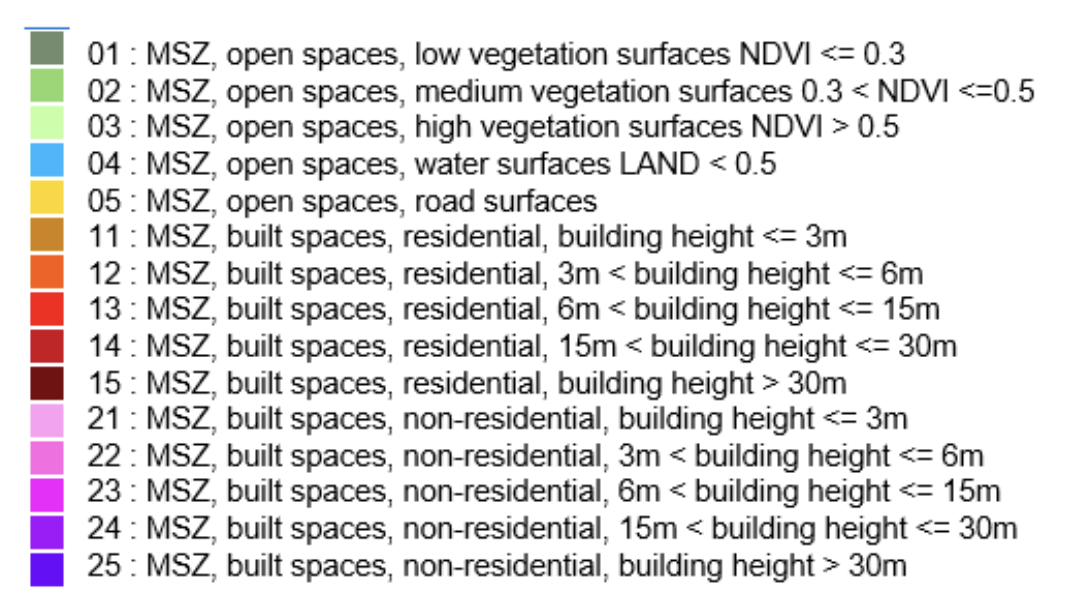 01 : MSZ, open spaces, low vegetation surfaces NDVI <= 0.3
02 : MSZ, open spaces, medium vegetation surfaces 0.3 < NDVI <=0.5
03 : MSZ, open spaces, high vegetation surfaces NDVI > 0.5
04 : MSZ, open spaces, water surfaces LAND < 0.5
05 : MSZ, open spaces, road surfaces
11 : MSZ, built spaces, residential, building height <= 3m
12 : MSZ, built spaces, residential, 3m < building height <= 6m
13 : MSZ, built spaces, residential, 6m < building height <= 15m
14 : MSZ, built spaces, residential, 15m < building height <= 30m
15 : MSZ, built spaces, residential, building height > 30m
21 : MSZ, built spaces, non-residential, building height <= 3m
22 : MSZ, built spaces, non-residential, 3m < building height <= 6m
23 : MSZ, built spaces, non-residential, 6m < building height <= 15m
24 : MSZ, built spaces, non-residential, 15m < building height <= 30m
25 : MSZ, built spaces, non-residential, building height > 30m